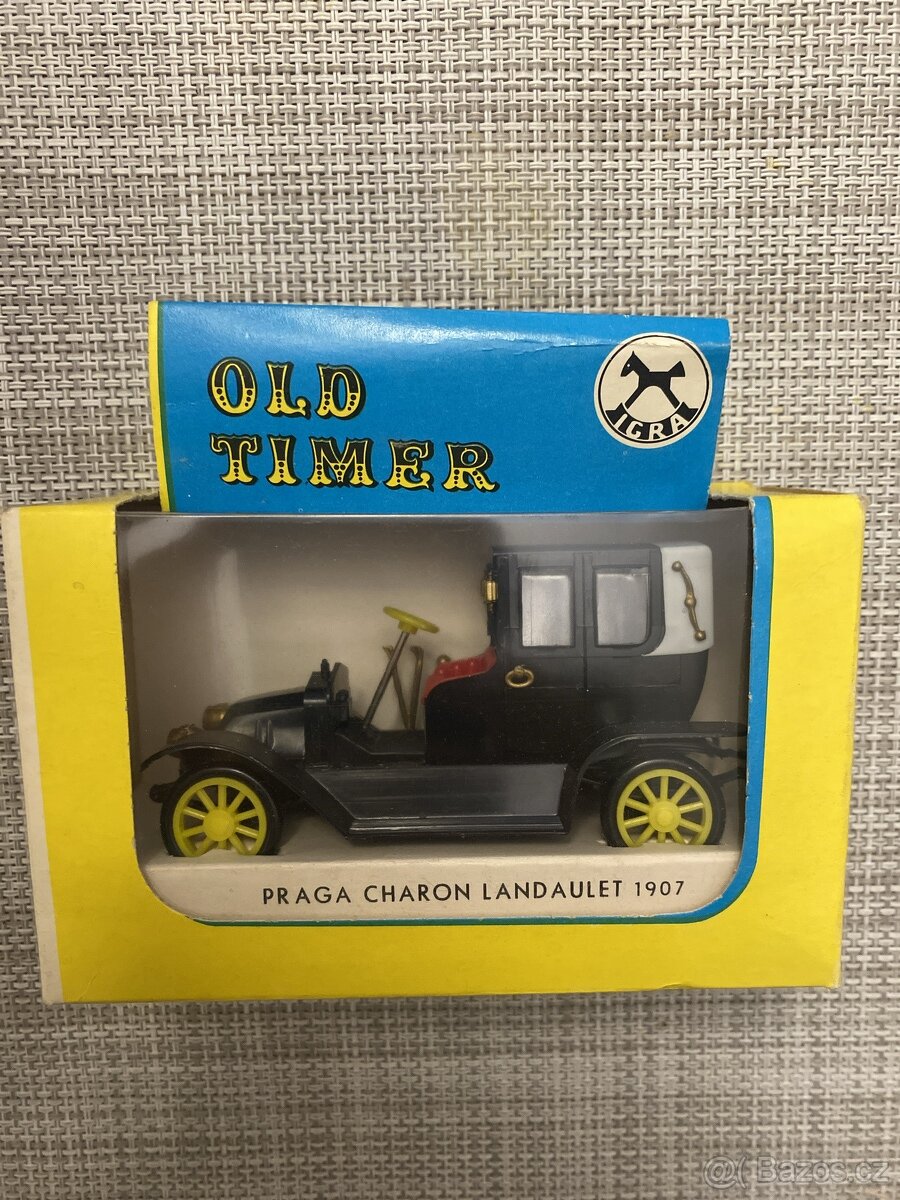 OLD
TIMER
IGRA
PRAGA CHARON LANDAULET 1907
@( Bazos.cz